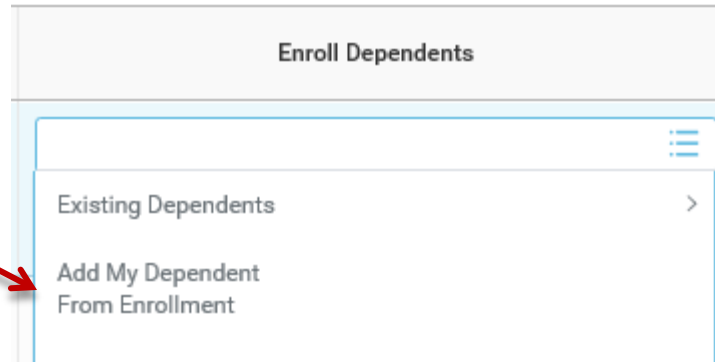 Enroll Dependents
Existing Dependents
Add My Dependent
From Enrollment